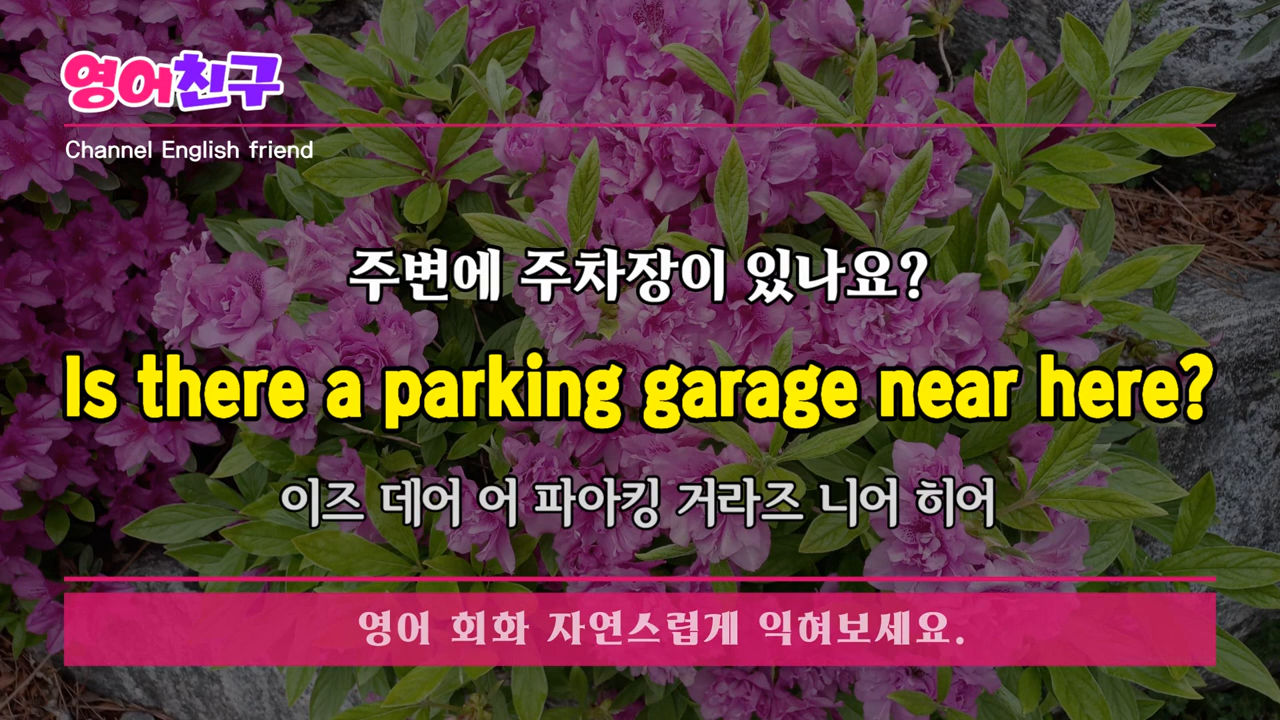 영어친구
Channel English friend
주변에 주차장이 있나요?
Is there a parking garage near here?
이즈 데어 어 파아킹 거라즈 니어 히어
영어 회화 자연스럽게 익혀보세요.